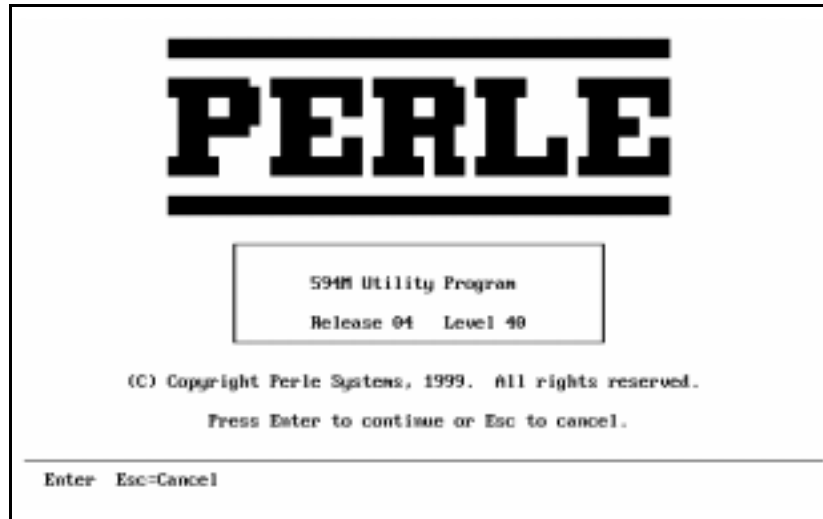 PERLE
594M Utility Program
Release 04 Level 40
(C) Copyright Perle Systems, 1999. All rights reserved.
Press Enter to continue or Esc to cancel.
Enter Esc=Cancel